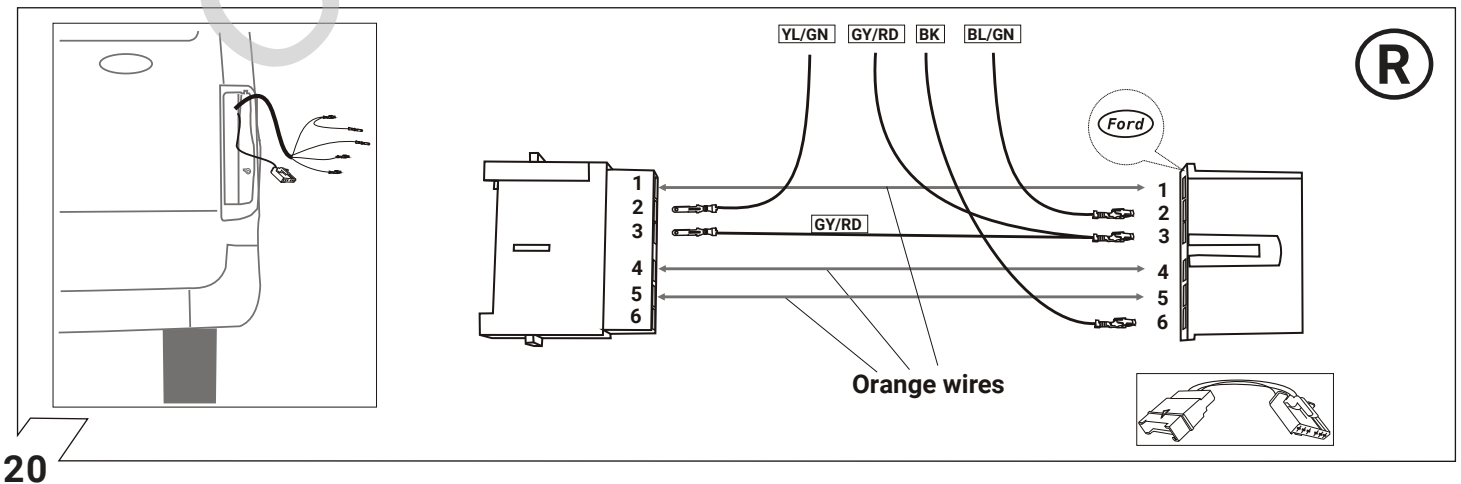 YL/GN GY/RD BK BL/GN
R
Ford
1 1
2 2
GY/RD
3 3
4 4
5 5
6 6
Orange wires
20